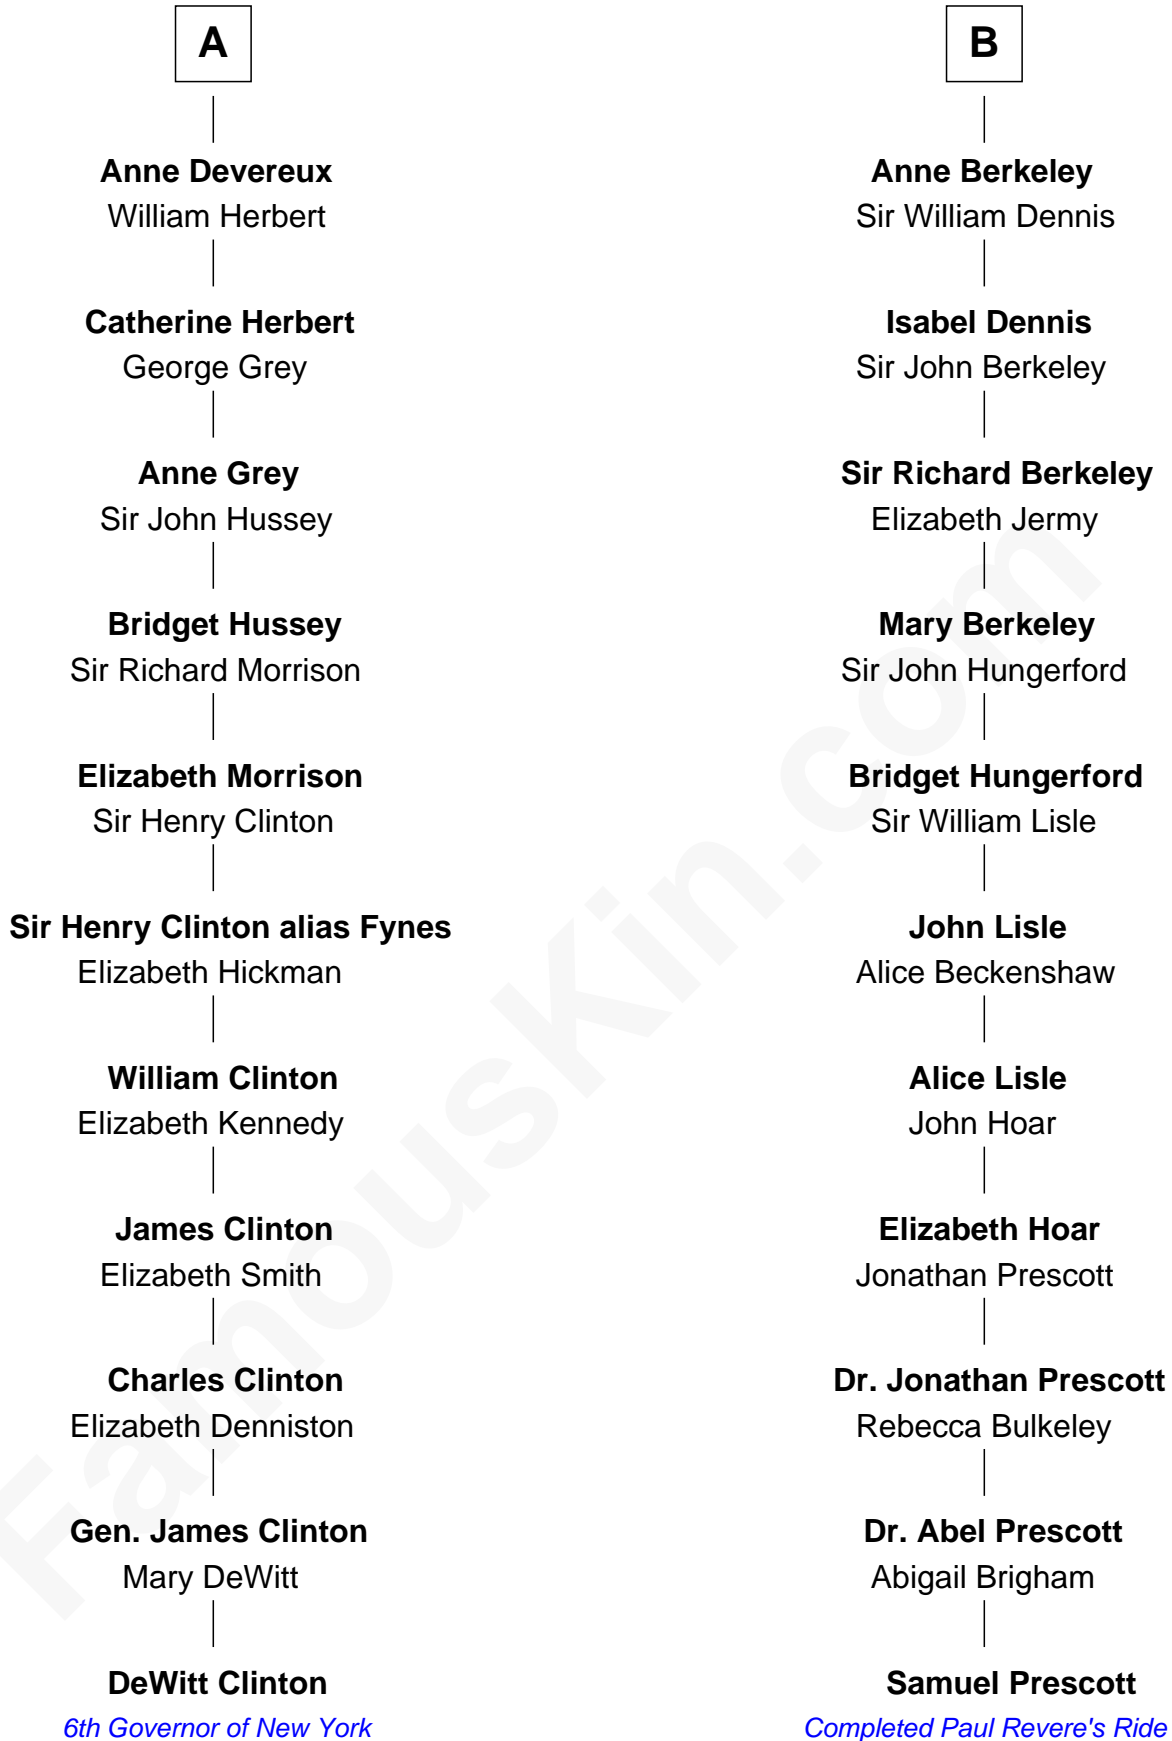 A
Anne Devereux
William Herbert
Catherine Herbert
George Grey
Anne Grey
Sir John Hussey
Bridget Hussey
Sir Richard Morrison
Elizabeth Morrison
Sir Henry Clinton
Sir Henry Clinton alias Fynes
Elizabeth Hickman
William Clinton
Elizabeth Kennedy
James Clinton
Elizabeth Smith
Charles Clinton
Elizabeth Denniston
Gen. James Clinton
Mary DeWitt
DeWitt Clinton
6th Governor of New York
B
Anne Berkeley
Sir William Dennis
Isabel Dennis
Sir John Berkeley
Sir Richard Berkeley
Elizabeth Jermy
Mary Berkeley
Sir John Hungerford
Bridget Hungerford
Sir William Lisle
John Lisle
Alice Beckenshaw
Alice Lisle
John Hoar
Elizabeth Hoar
Jonathan Prescott
Dr. Jonathan Prescott
Rebecca Bulkeley
Dr. Abel Prescott
Abigail Brigham
Samuel Prescott
Completed Paul Revere's Ride
FamousKin.com